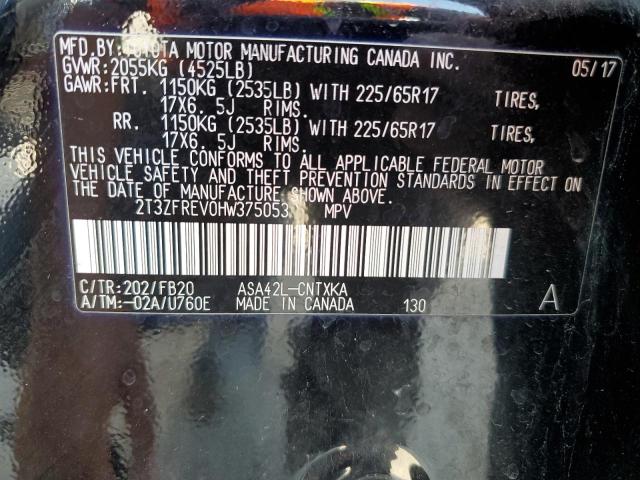 MFD.BY:TOYOTA MOTOR MANUFACTURING CANADA INC.
GVWR:2055KG (4525LB) 05/17
GAWR:FRT. 1150KG (2535LB) WITH 225/65R17 TIRES,
17X6. 5J RIMS.
RR. 1150KG (2535LB) WITH 225/65R17 TIRES,
17X6. 5J RIMS.
THIS VEHICLE CONFORMS TO ALL APPLICABLE FEDERAL MOTOR
VEHICLE SAFETY AND THEFT PREVENTION STANDARDS IN EFFECT ON
THE DATE OF MANUFACTURE SHOWN ABOVE.
2T3ZFREV0HW375053 MPV
C/TR:202/FB20 ASA42L-CNTXKA
A/TM:-02A/U760E MADE IN CANADA 130 A